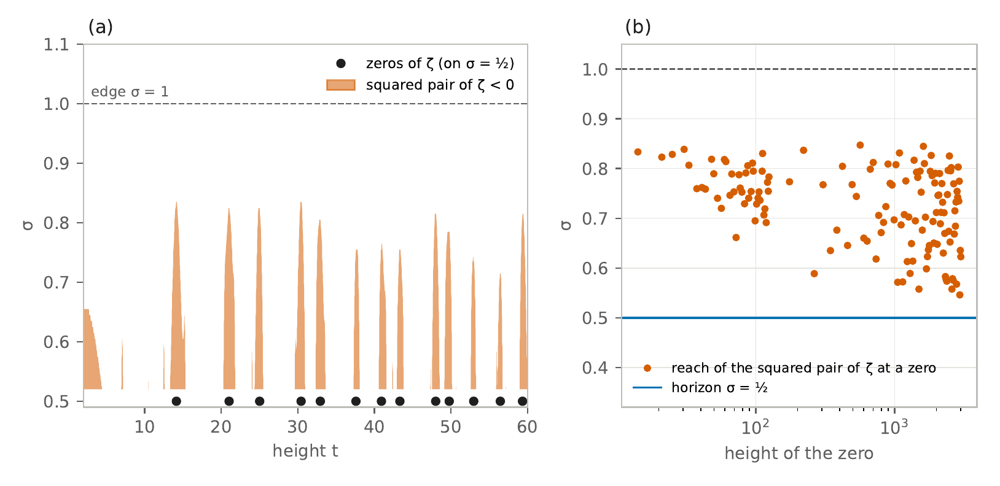 (a)
1.1
1.0
0.9
0.8
0.7
0.6
0.5
σ
edge σ = 1
zeros of ζ (on σ = ½)
squared pair of ζ < 0
10 20 30 40 50 60
height t
(b)
1.0
0.9
0.8
0.7
0.6
0.5
0.4
σ
reach of the squared pair of ζ at a zero
horizon σ = ½
10² 10³
height of the zero